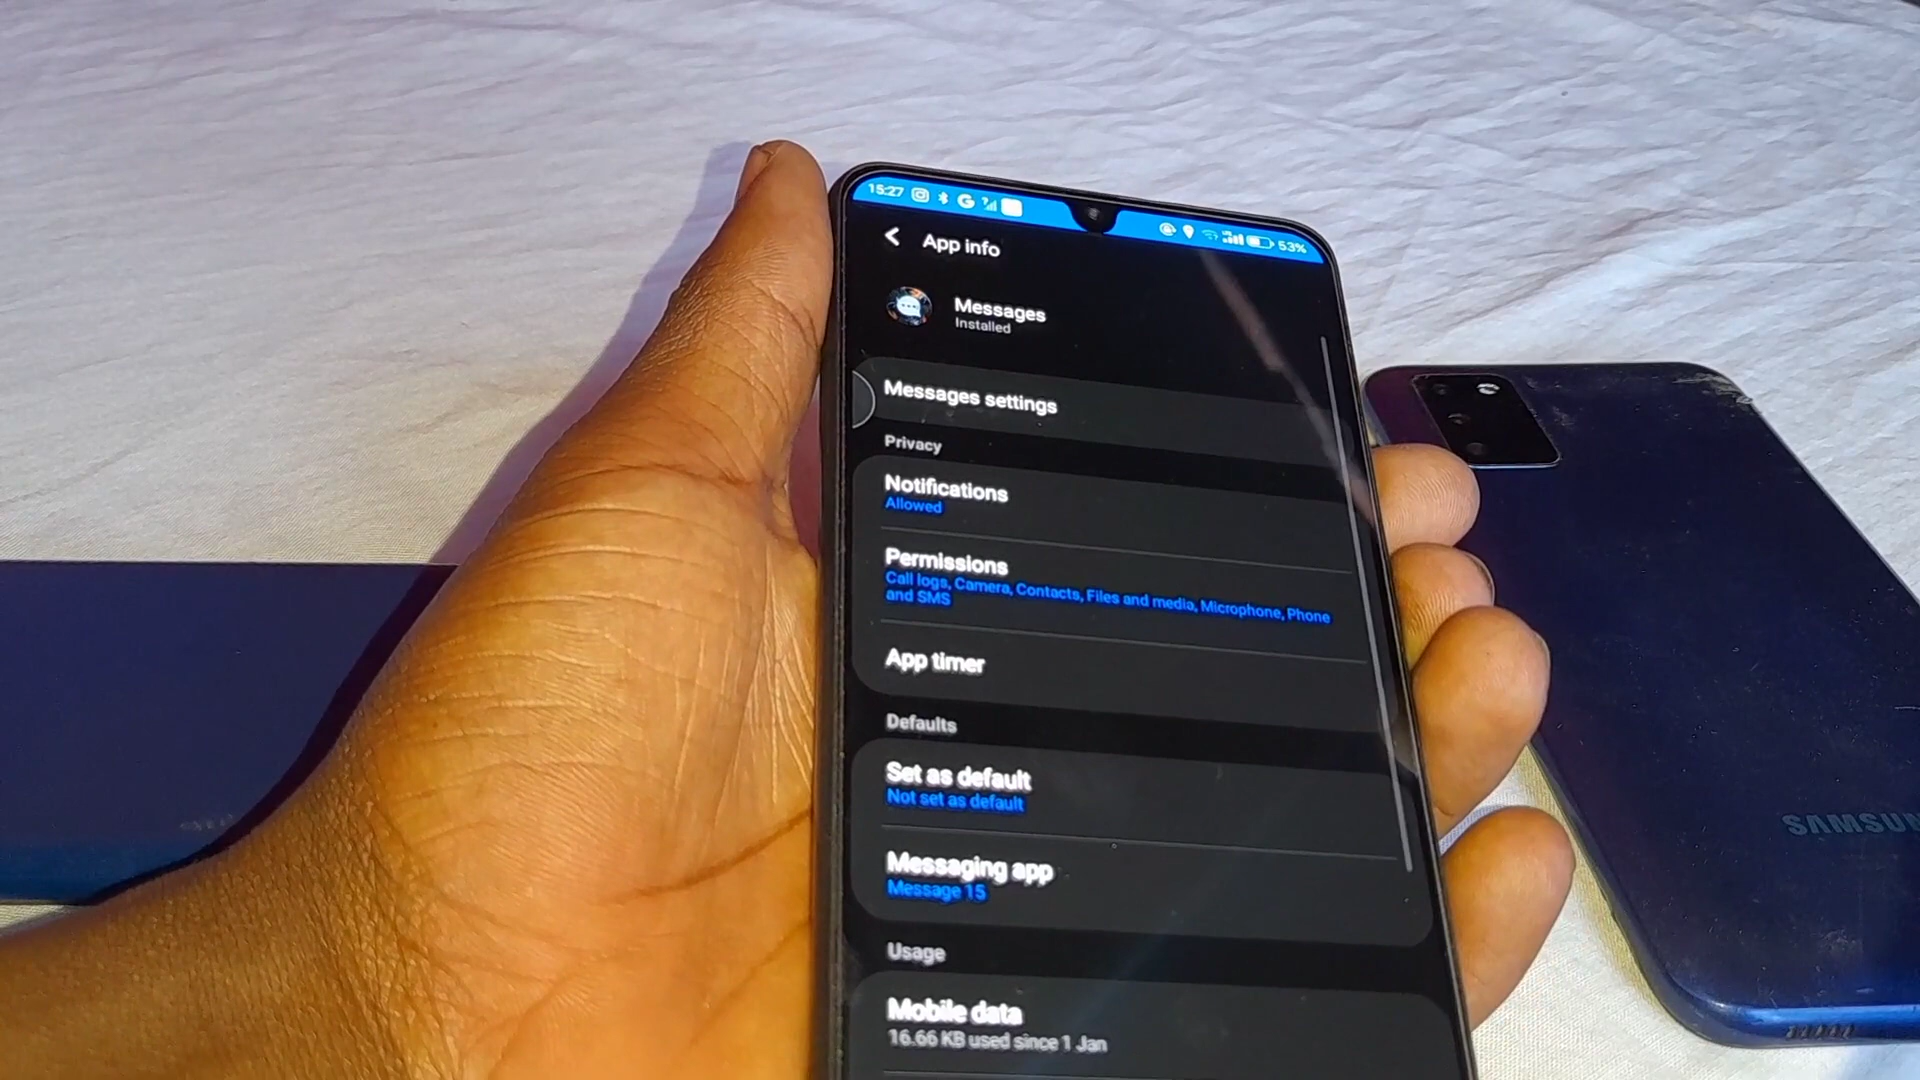 15:27 53%
App info
Messages
Installed
Messages settings
Privacy
Notifications
Allowed
Permissions
Call logs, Camera, Contacts, Files and media, Microphone, Phone
and SMS
App timer
Defaults
Set as default
Not set as default
Messaging app
Message 15
Usage
Mobile data
16.66 KB used since 1 Jan
SAMSUN